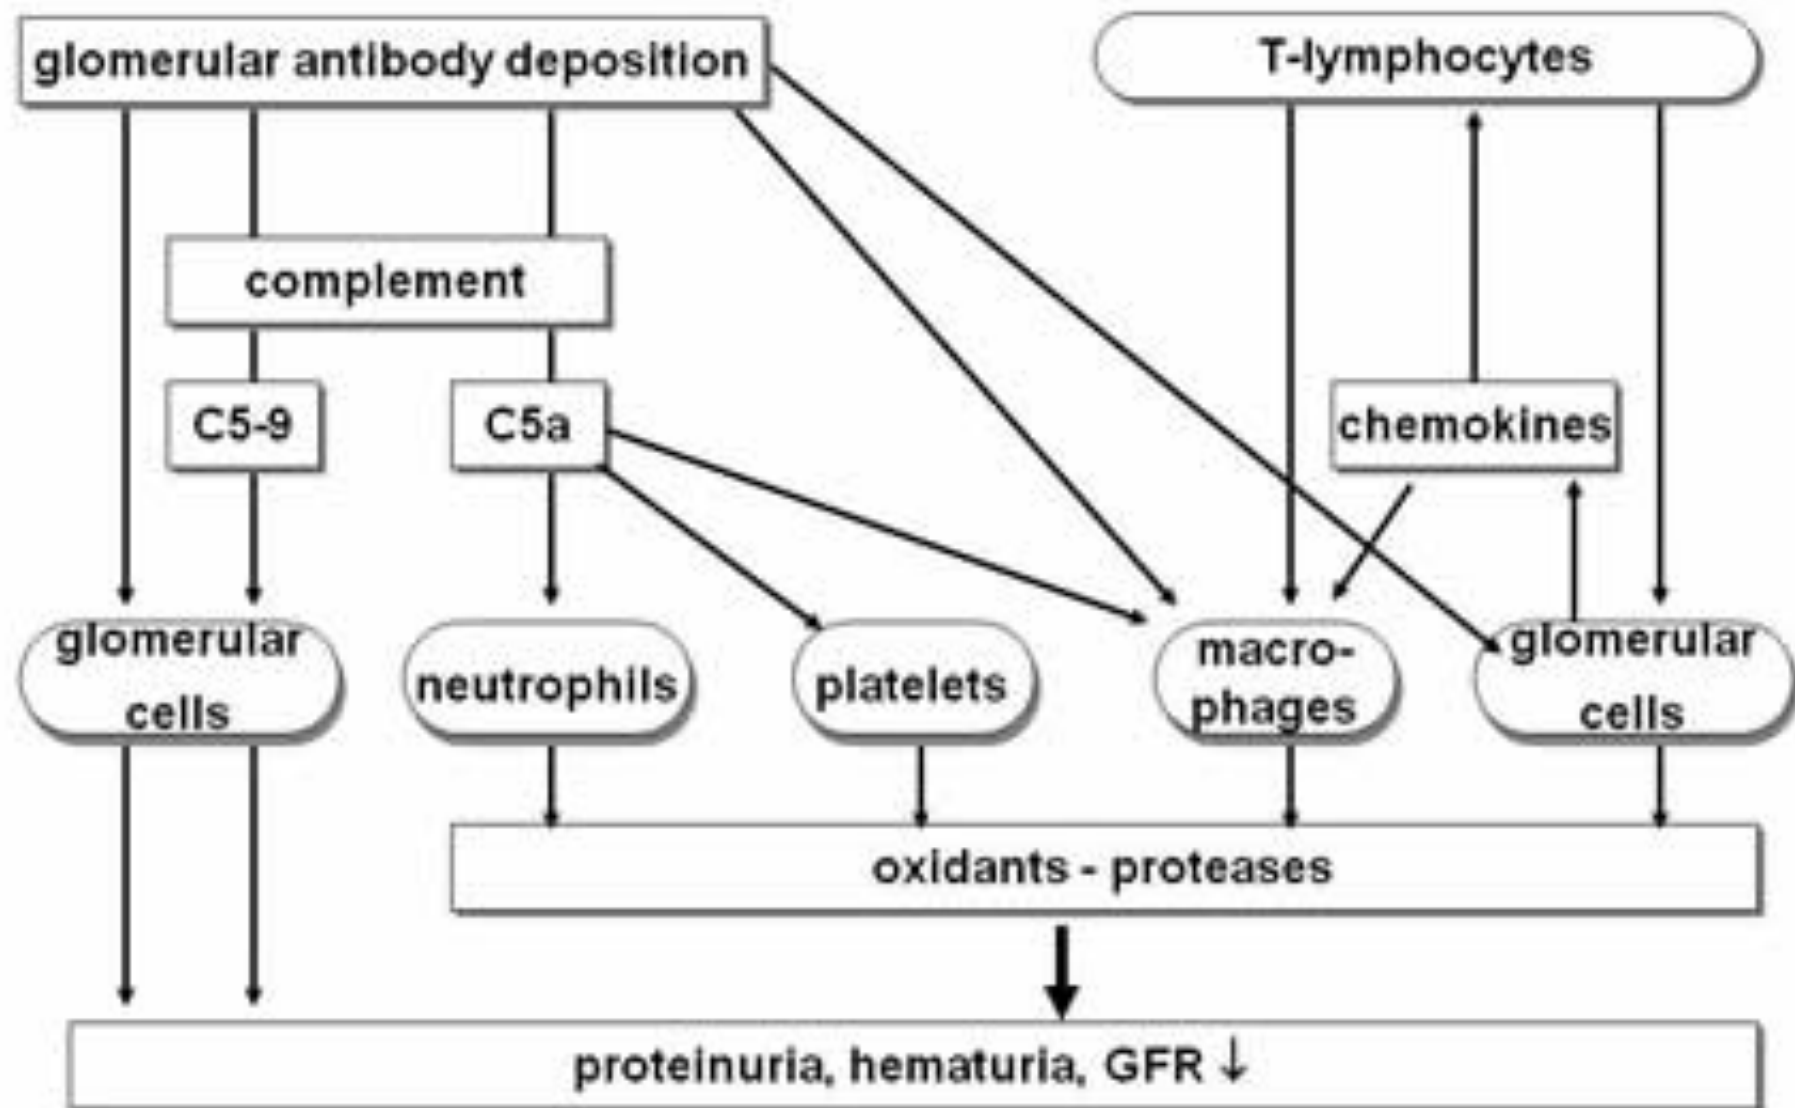 glomerular antibody deposition
T-lymphocytes
complement
C5-9
C5a
chemokines
glomerular
cells
neutrophils
platelets
macro-
phages
glomerular
cells
oxidants - proteases
proteinuria, hematuria, GFR ↓